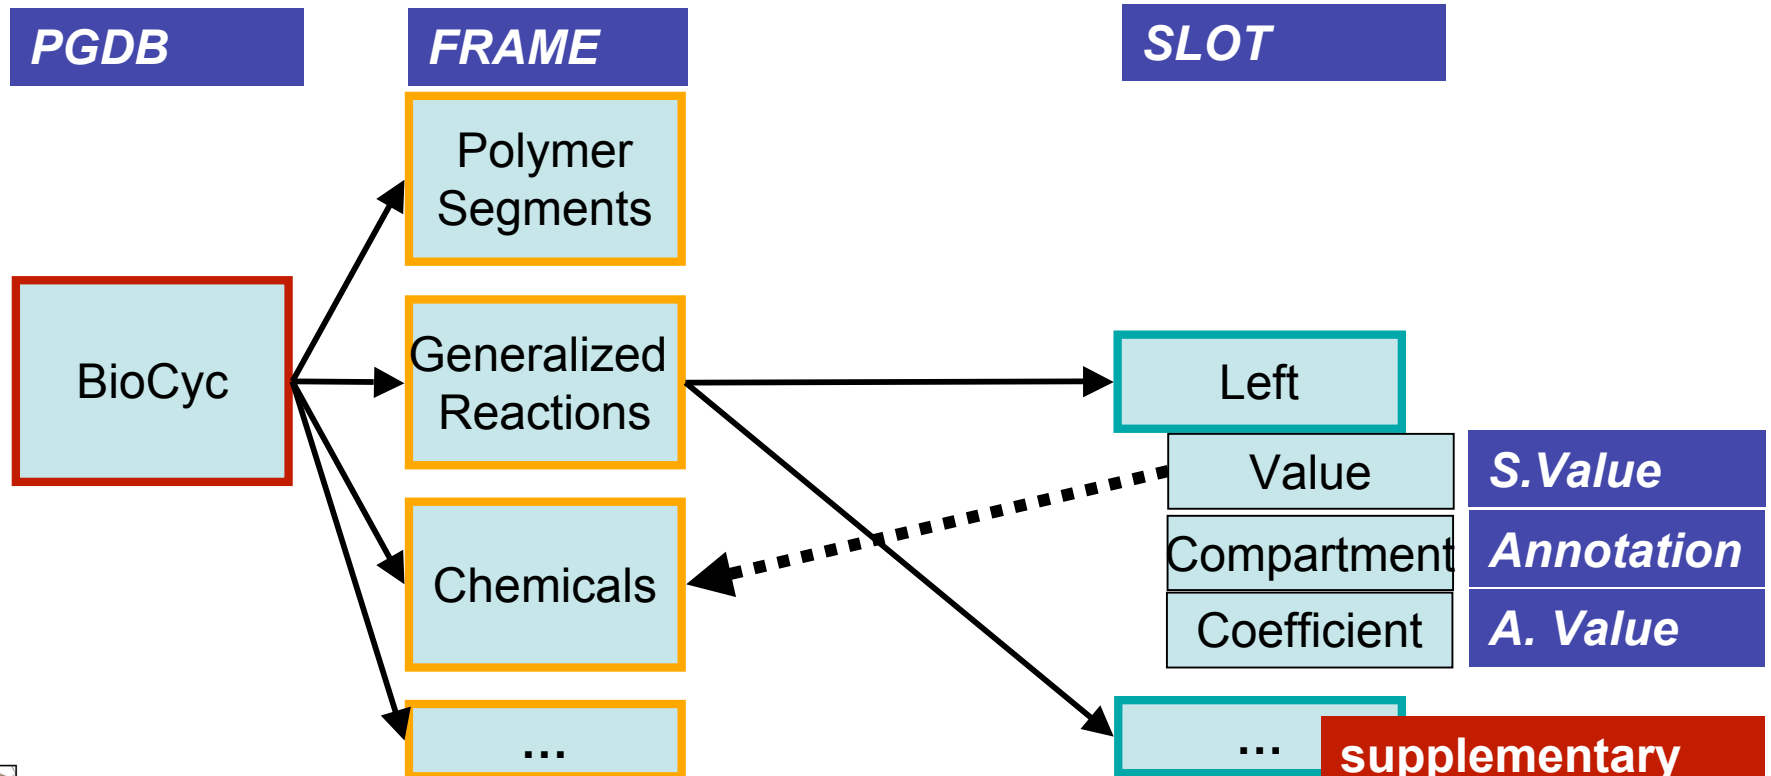 PGDB
FRAME
SLOT
Polymer
Segments
BioCyc
Generalized
Reactions
Left
Value
S.Value
Compartment
Annotation
Chemicals
Coefficient
A. Value
...
...
supplementary